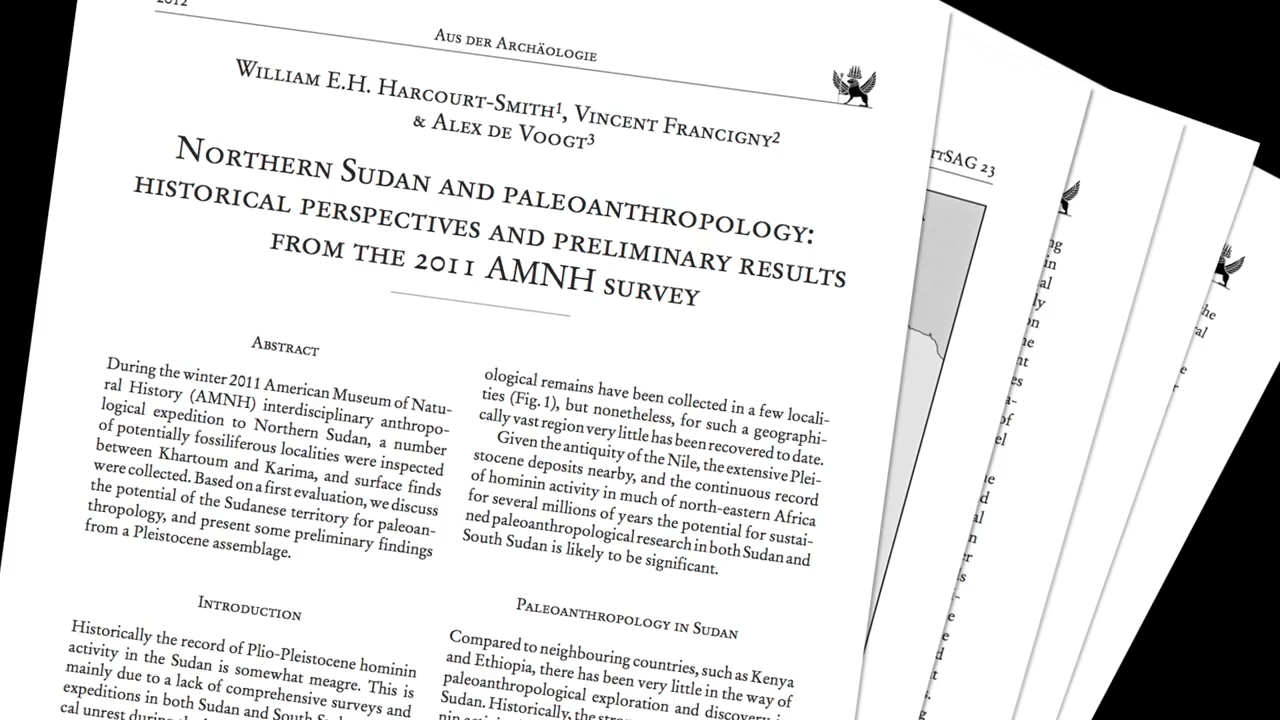 2012
Aus der Archäologie
William E.H. Harcourt-Smith¹, Vincent Francigny²
& Alex de Voogt³
Northern Sudan and paleoanthropology:
historical perspectives and preliminary results
from the 2011 AMNH survey
Abstract
During the winter 2011 American Museum of Natu-
ral History (AMNH) interdisciplinary anthropo-
logical expedition to Northern Sudan, a number
of potentially fossiliferous localities were inspected
between Khartoum and Karima, and surface finds
were collected. Based on a first evaluation, we discuss
the potential of the Sudanese territory for paleoan-
thropology, and present some preliminary findings
from a Pleistocene assemblage.
Introduction
Historically the record of Plio-Pleistocene hominin
activity in the Sudan is somewhat meagre. This is
mainly due to a lack of comprehensive surveys and
expeditions in both Sudan and South
cal unrest during
ological remains have been collected in a few locali-
ties (Fig. 1), but nonetheless, for such a geographi-
cally vast region very little has been recovered to date.
Given the antiquity of the Nile, the extensive Plei-
stocene deposits nearby, and the continuous record
of hominin activity in much of north-eastern Africa
for several millions of years the potential for sustai-
ned paleoanthropological research in both Sudan and
South Sudan is likely to be significant.
Paleoanthropology in Sudan
Compared to neighbouring countries, such as Kenya
and Ethiopia, there has been very little in the way of
paleoanthropological exploration and discovery
Sudan. Historically, the
ttSAG 23